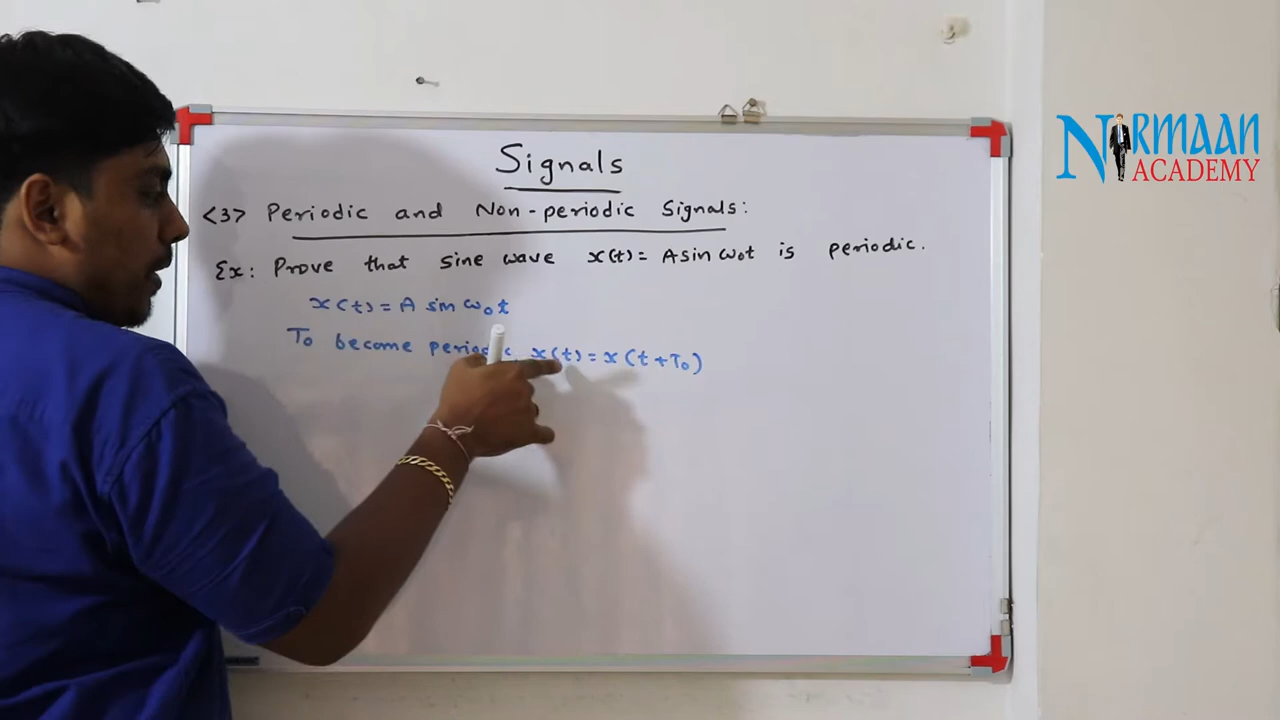 Signals
<3> Periodic and Non-periodic Signals:
Ex: Prove that sine wave x(t) = A sin ω₀t is periodic.
x(t) = A sin ω₀t
To become periodic, x(t) = x(t+T₀)
NIRMAAN
ACADEMY